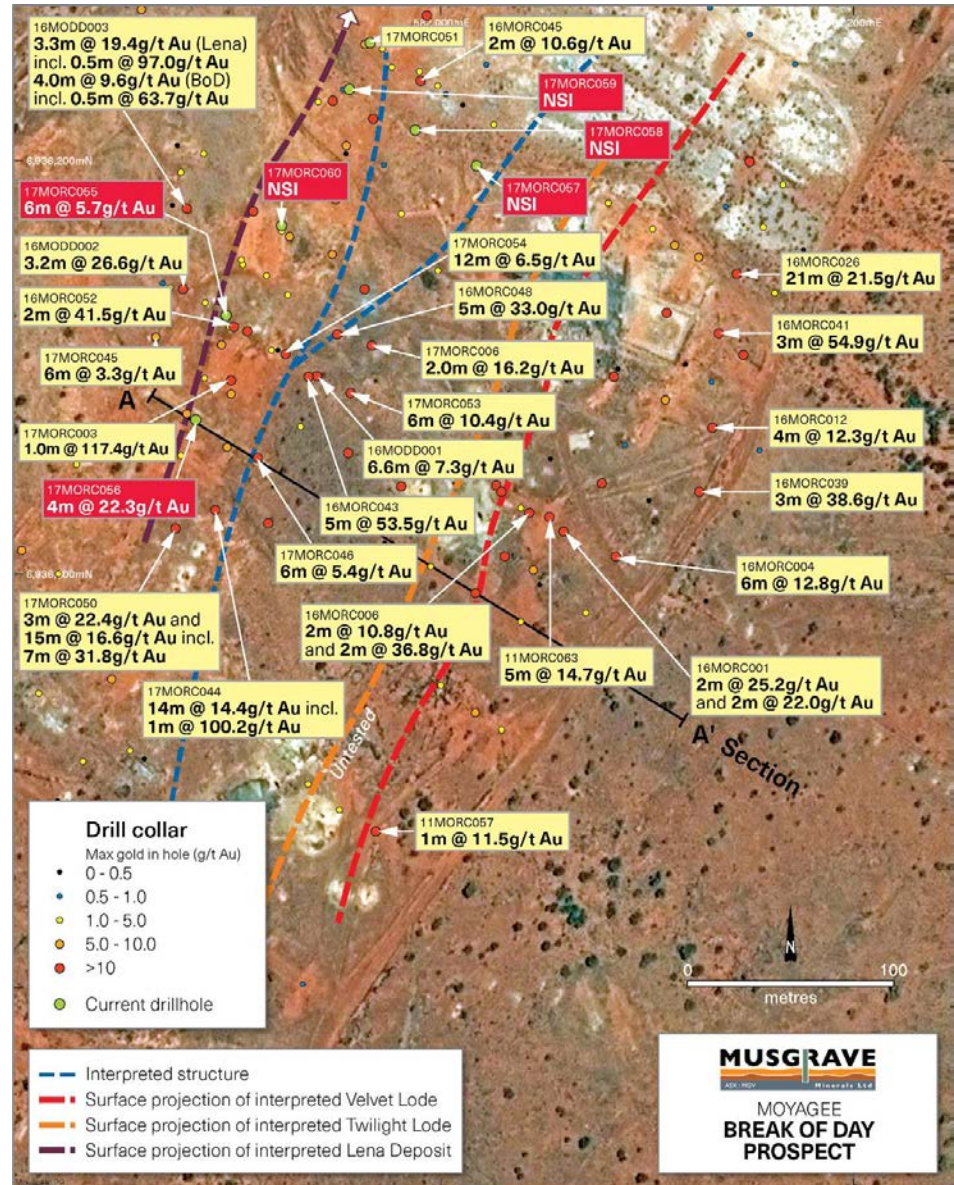 16MODD003
3.3m @ 19.4g/t Au (Lena)
incl. 0.5m @ 97.0g/t Au
4.0m @ 9.6g/t Au (BoD)
incl. 0.5m @ 63.7g/t Au
17MORC051
16MORC045
2m @ 10.6g/t Au
17MORC059
NSI
17MORC058
NSI
6,936,200mN
17MORC060
NSI
17MORC057
NSI
17MORC055
6m @ 5.7g/t Au
17MORC054
12m @ 6.5g/t Au
16MODD002
3.2m @ 26.6g/t Au
16MORC026
21m @ 21.5g/t Au
16MORC052
2m @ 41.5g/t Au
16MORC048
5m @ 33.0g/t Au
16MORC041
3m @ 54.9g/t Au
17MORC045
6m @ 3.3g/t Au
17MORC006
2.0m @ 16.2g/t Au
A
17MORC053
6m @ 10.4g/t Au
16MORC012
4m @ 12.3g/t Au
17MORC003
1.0m @ 117.4g/t Au
16MODD001
6.6m @ 7.3g/t Au
17MORC056
4m @ 22.3g/t Au
16MORC043
5m @ 53.5g/t Au
16MORC039
3m @ 38.6g/t Au
17MORC046
6m @ 5.4g/t Au
16MORC004
6m @ 12.8g/t Au
17MORC050
3m @ 22.4g/t Au and
15m @ 16.6g/t Au incl.
7m @ 31.8g/t Au
16MORC006
2m @ 10.8g/t Au
and 2m @ 36.8g/t Au
11MORC063
5m @ 14.7g/t Au
16MORC001
2m @ 25.2g/t Au
and 2m @ 22.0g/t Au
17MORC044
14m @ 14.4g/t Au incl.
1m @ 100.2g/t Au
Untested
A' Section
11MORC057
1m @ 11.5g/t Au
Drill collar
Max gold in hole (g/t Au)
0 - 0.5
0.5 - 1.0
1.0 - 5.0
5.0 - 10.0
>10
Current drillhole
N
0 100
metres
Interpreted structure
Surface projection of interpreted Velvet Lode
Surface projection of interpreted Twilight Lode
Surface projection of interpreted Lena Deposit
MUSGRAVE
ASX : MGV Minerals Ltd
MOYAGEE
BREAK OF DAY
PROSPECT